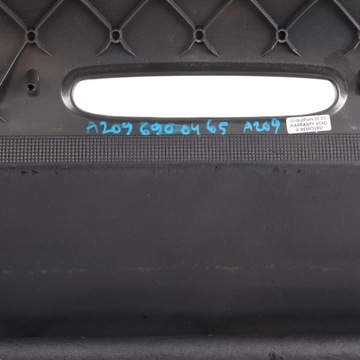 A209 690 04 65 A209
WARRANTY VOID
IF REMOVED